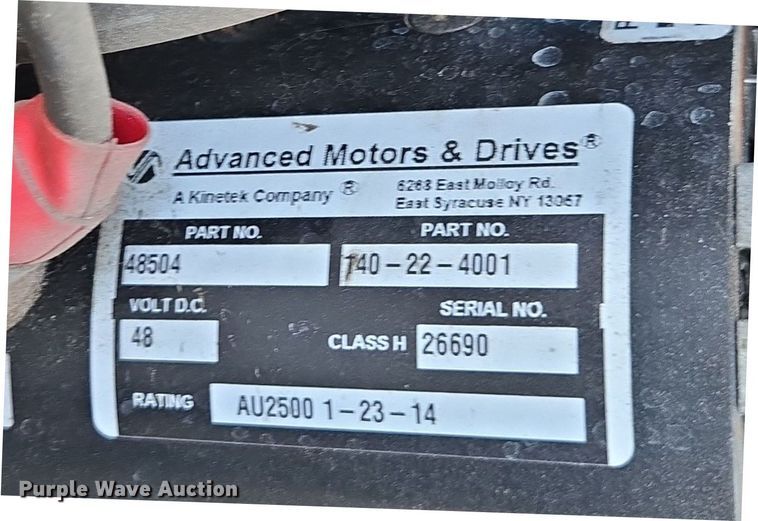 Advanced Motors & Drives®
A Kinetek Company ®
6268 East Molloy Rd.
East Syracuse NY 13057
PART NO.
PART NO.
48504
140-22-4001
VOLT D.C.
SERIAL NO.
48
CLASS H 26690
RATING AU2500 1-23-14
Purple Wave Auction